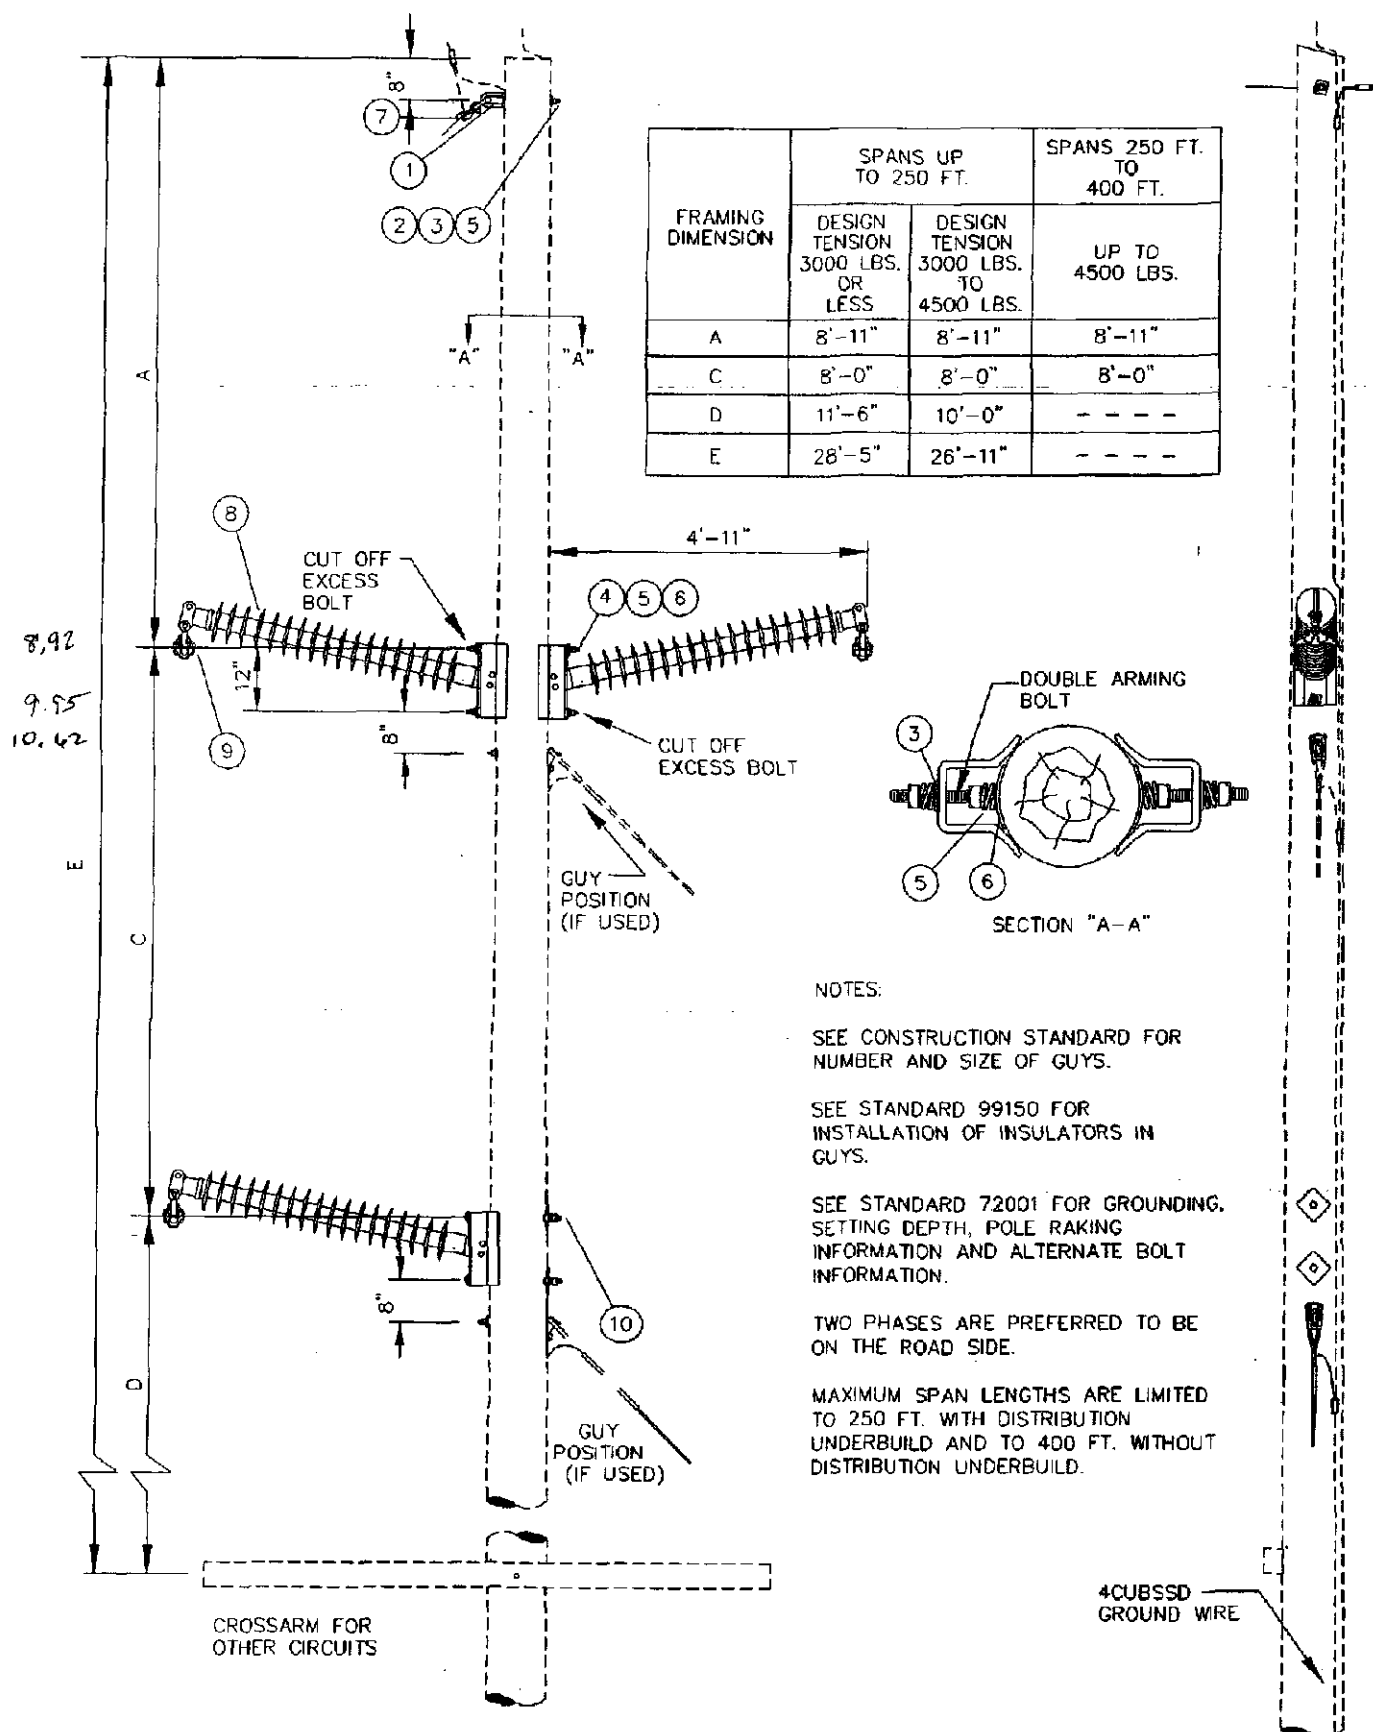 8"
7
1
2 3 5
FRAMING
DIMENSION
SPANS UP
TO 250 FT.
SPANS 250 FT.
TO
400 FT.
DESIGN
TENSION
3000 LBS.
OR
LESS
DESIGN
TENSION
3000 LBS.
TO
4500 LBS.
UP TO
4500 LBS.
A 8'-11" 8'-11" 8'-11"
C 8'-0" 8'-0" 8'-0"
D 11'-6" 10'-0" - - - -
E 28'-5" 26'-11" - - - -
"A" "A"
A
8
CUT OFF
EXCESS
BOLT
4'-11"
4 5 6
8,92
12"
9.95
10.62
9
8"
CUT OFF
EXCESS BOLT
DOUBLE ARMING
BOLT
3
5
6
SECTION "A-A"
E
GUY
POSITION
(IF USED)
C
NOTES:
SEE CONSTRUCTION STANDARD FOR
NUMBER AND SIZE OF GUYS.
SEE STANDARD 99150 FOR
INSTALLATION OF INSULATORS IN
GUYS.
SEE STANDARD 72001 FOR GROUNDING,
SETTING DEPTH, POLE RAKING
INFORMATION AND ALTERNATE BOLT
INFORMATION.
TWO PHASES ARE PREFERRED TO BE
ON THE ROAD SIDE.
MAXIMUM SPAN LENGTHS ARE LIMITED
TO 250 FT. WITH DISTRIBUTION
UNDERBUILD AND TO 400 FT. WITHOUT
DISTRIBUTION UNDERBUILD.
8"
10
D
GUY
POSITION
(IF USED)
CROSSARM FOR
OTHER CIRCUITS
4CUBSSD
GROUND WIRE